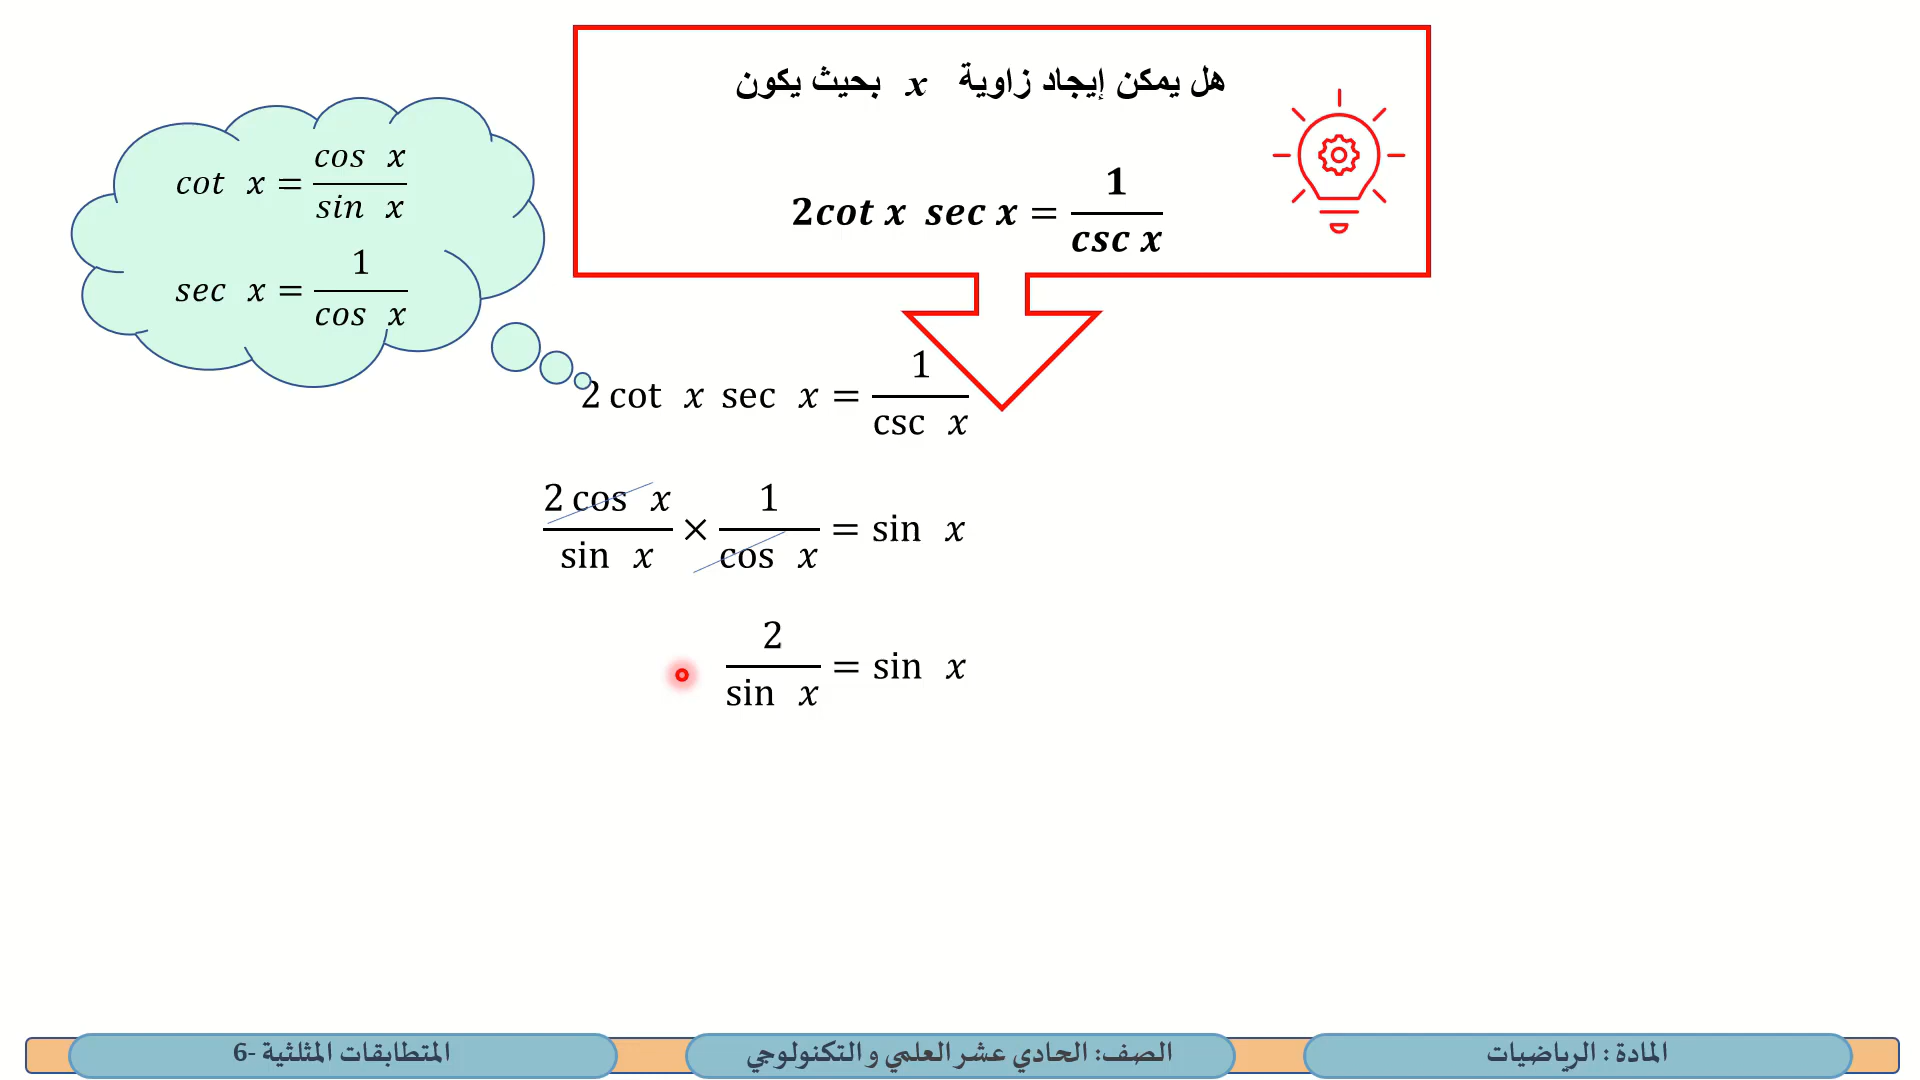 هل يمكن إيجاد زاوية x بحيث يكون
2cot x sec x = 1/csc x
cot x = cos x/sin x
sec x = 1/cos x
2 cot x sec x = 1/csc x
2 cos x/sin x × 1/cos x = sin x
2/sin x = sin x
المادة : الرياضيات
الصف: الحادي عشر العلمي و التكنولوجي
المتطابقات المثلثية -6